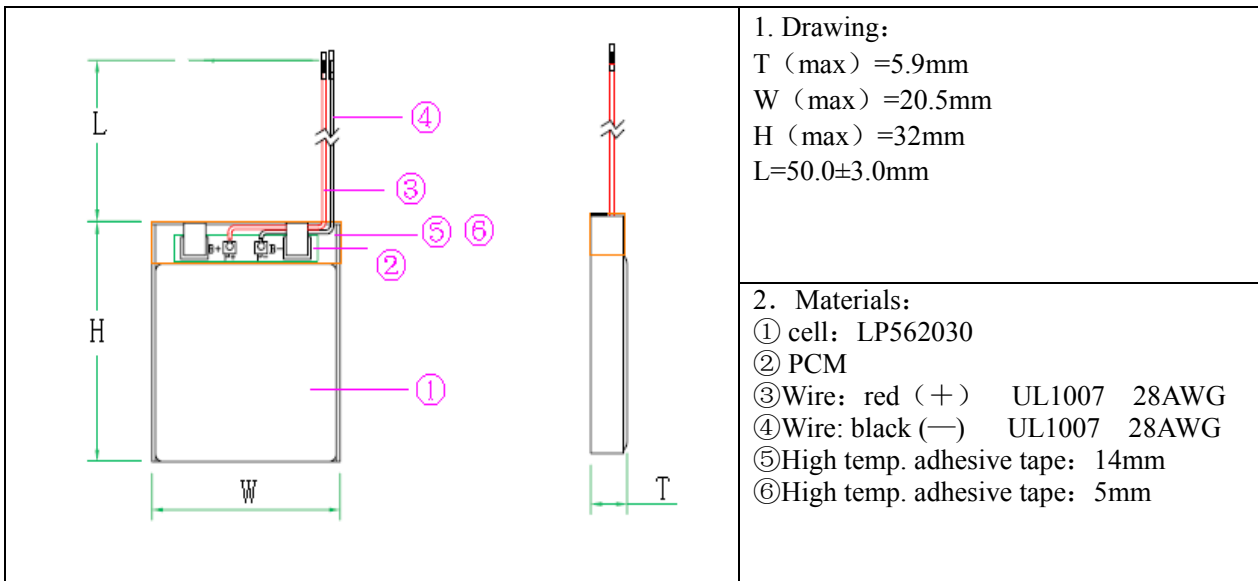 L
H
W
T
④
③
⑤ ⑥
②
①
B+
B-
1. Drawing：
T（max）=5.9mm
W（max）=20.5mm
H（max）=32mm
L=50.0±3.0mm
2．Materials：
① cell：LP562030
② PCM
③Wire：red（＋） UL1007 28AWG
④Wire: black (—) UL1007 28AWG
⑤High temp. adhesive tape：14mm
⑥High temp. adhesive tape：5mm